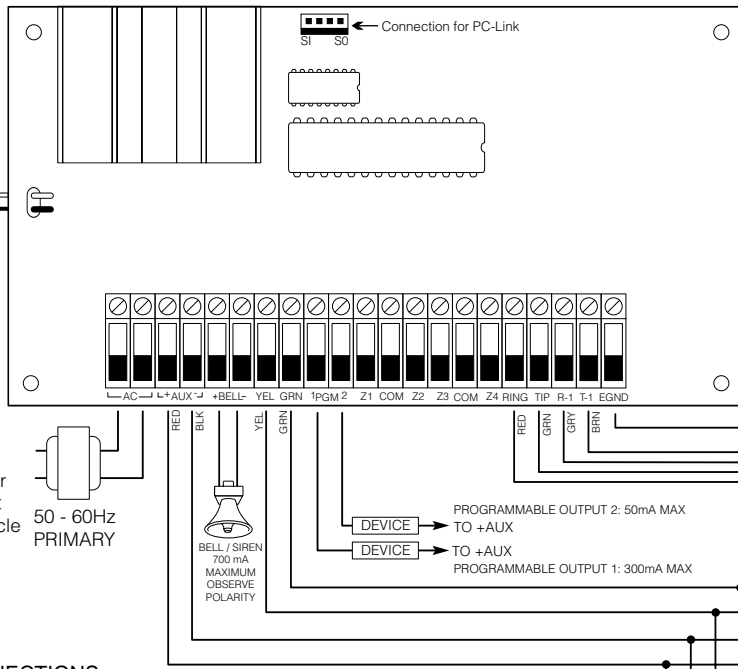 Connection for PC-Link
SI S0
AC + AUX - +BELL- YEL GRN 1PGM 2 Z1 COM Z2 Z3 COM Z4 RING TIP R-1 T-1 EGND
RED
BLK
YEL
GRN
RED
GRN
GRY
BRN
50 - 60Hz
PRIMARY
BELL / SIREN
700 mA
MAXIMUM
OBSERVE
POLARITY
PROGRAMMABLE OUTPUT 2: 50mA MAX
DEVICE TO +AUX
DEVICE TO +AUX
PROGRAMMABLE OUTPUT 1: 300mA MAX